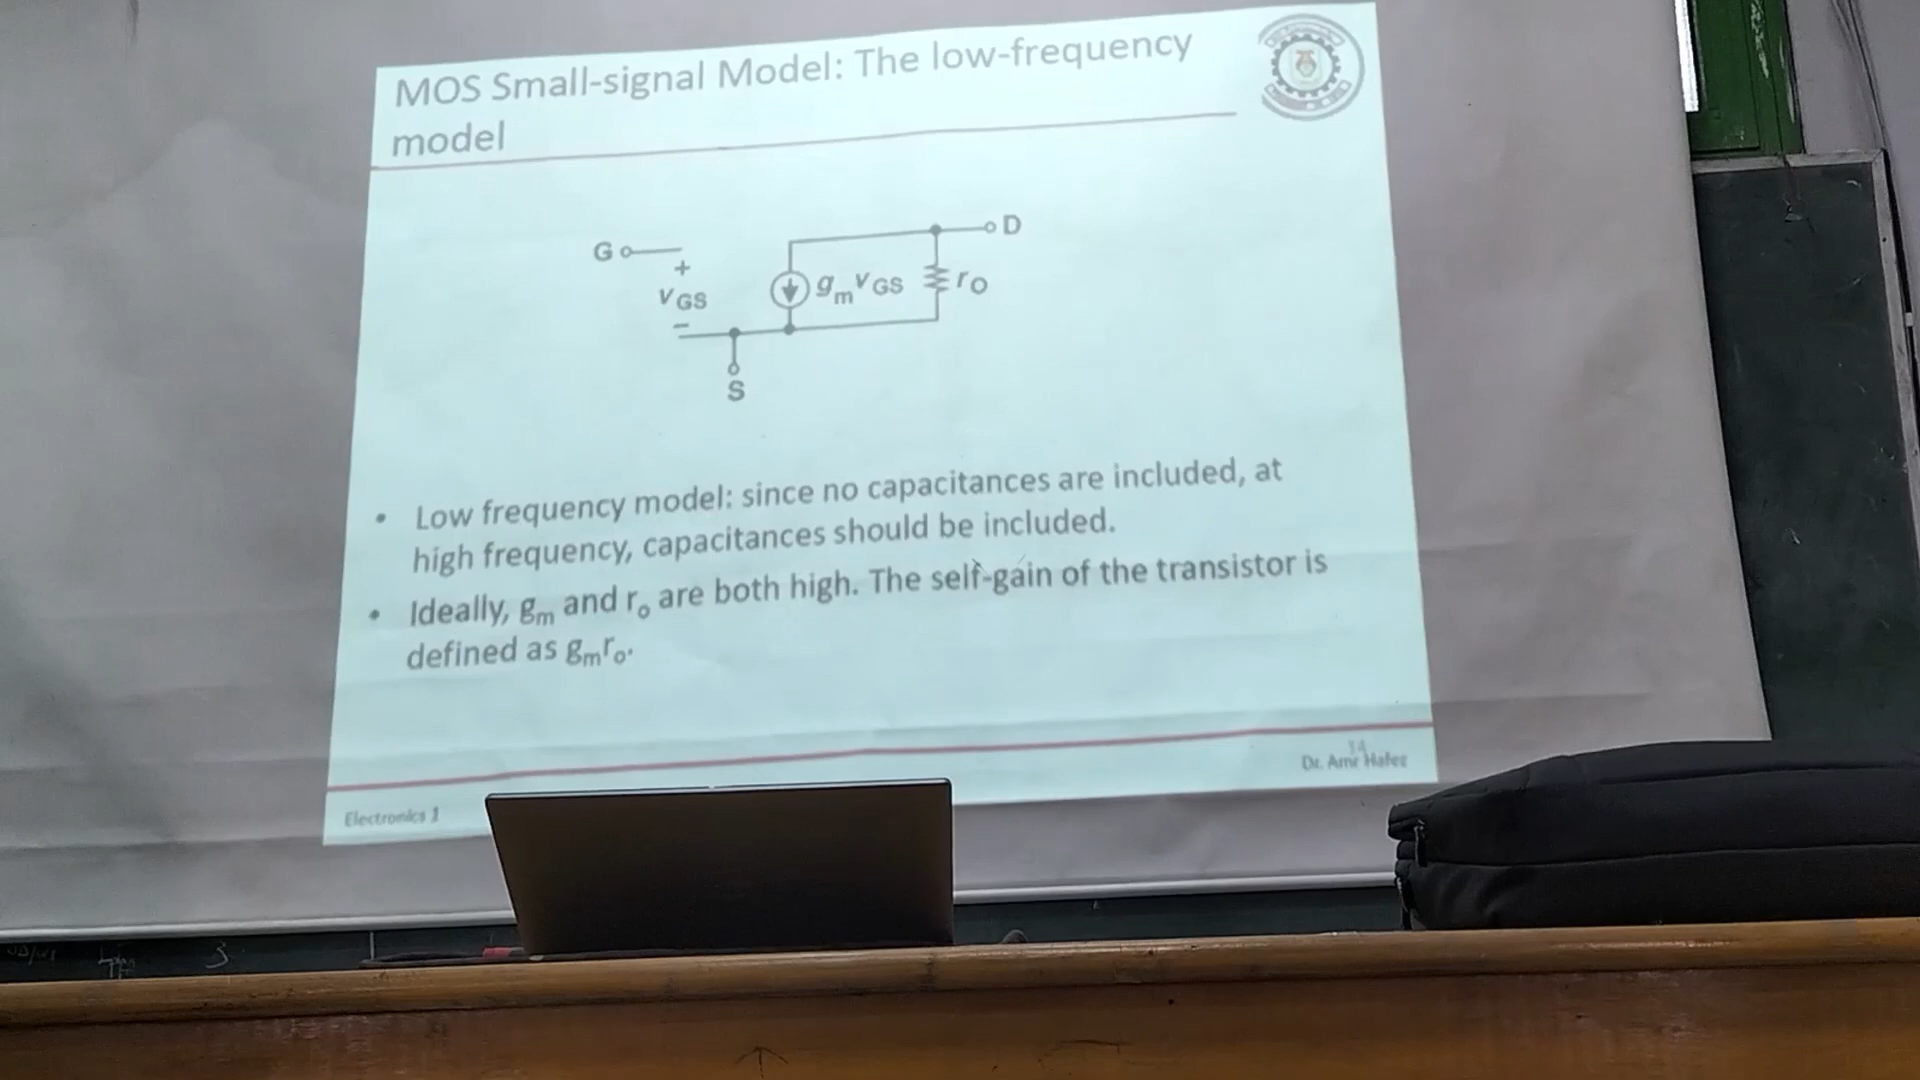 MOS Small-signal Model: The low-frequency
model
G
D
+
vGS
−
gmvGS
rO
S
• Low frequency model: since no capacitances are included, at
high frequency, capacitances should be included.
• Ideally, gm and ro are both high. The self-gain of the transistor is
defined as gmro.
14
Dr. Amr Hafez
Electronics 1
3